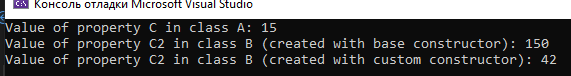 Консоль отладки Microsoft Visual Studio
Value of property C in class A: 15
Value of property C2 in class B (created with base constructor): 150
Value of property C2 in class B (created with custom constructor): 42